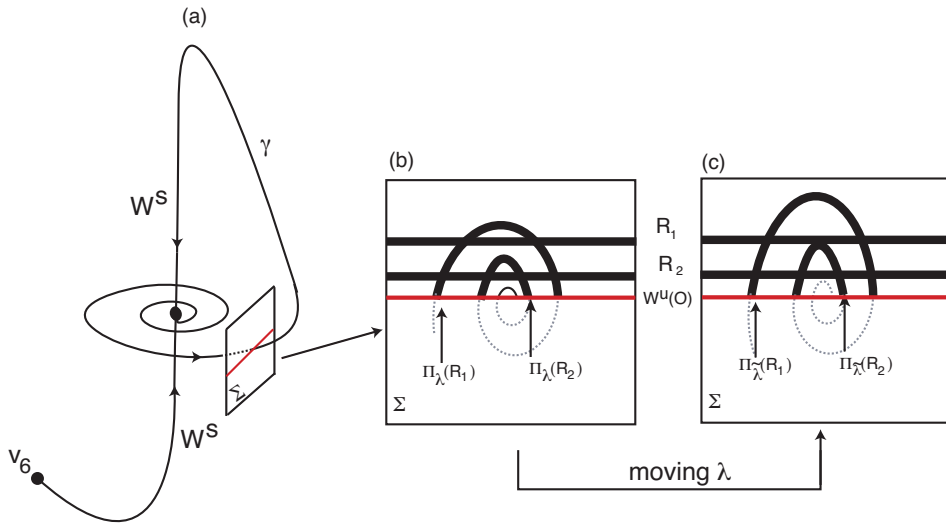 (a)
γ
W^S
W^S
v_6
Σ
(b)
R_1
R_2
W^u(O)
Π_λ(R_1)
Π_λ(R_2)
Σ
(c)
Π_λ̃(R_1)
Π_λ̃(R_2)
Σ
moving λ